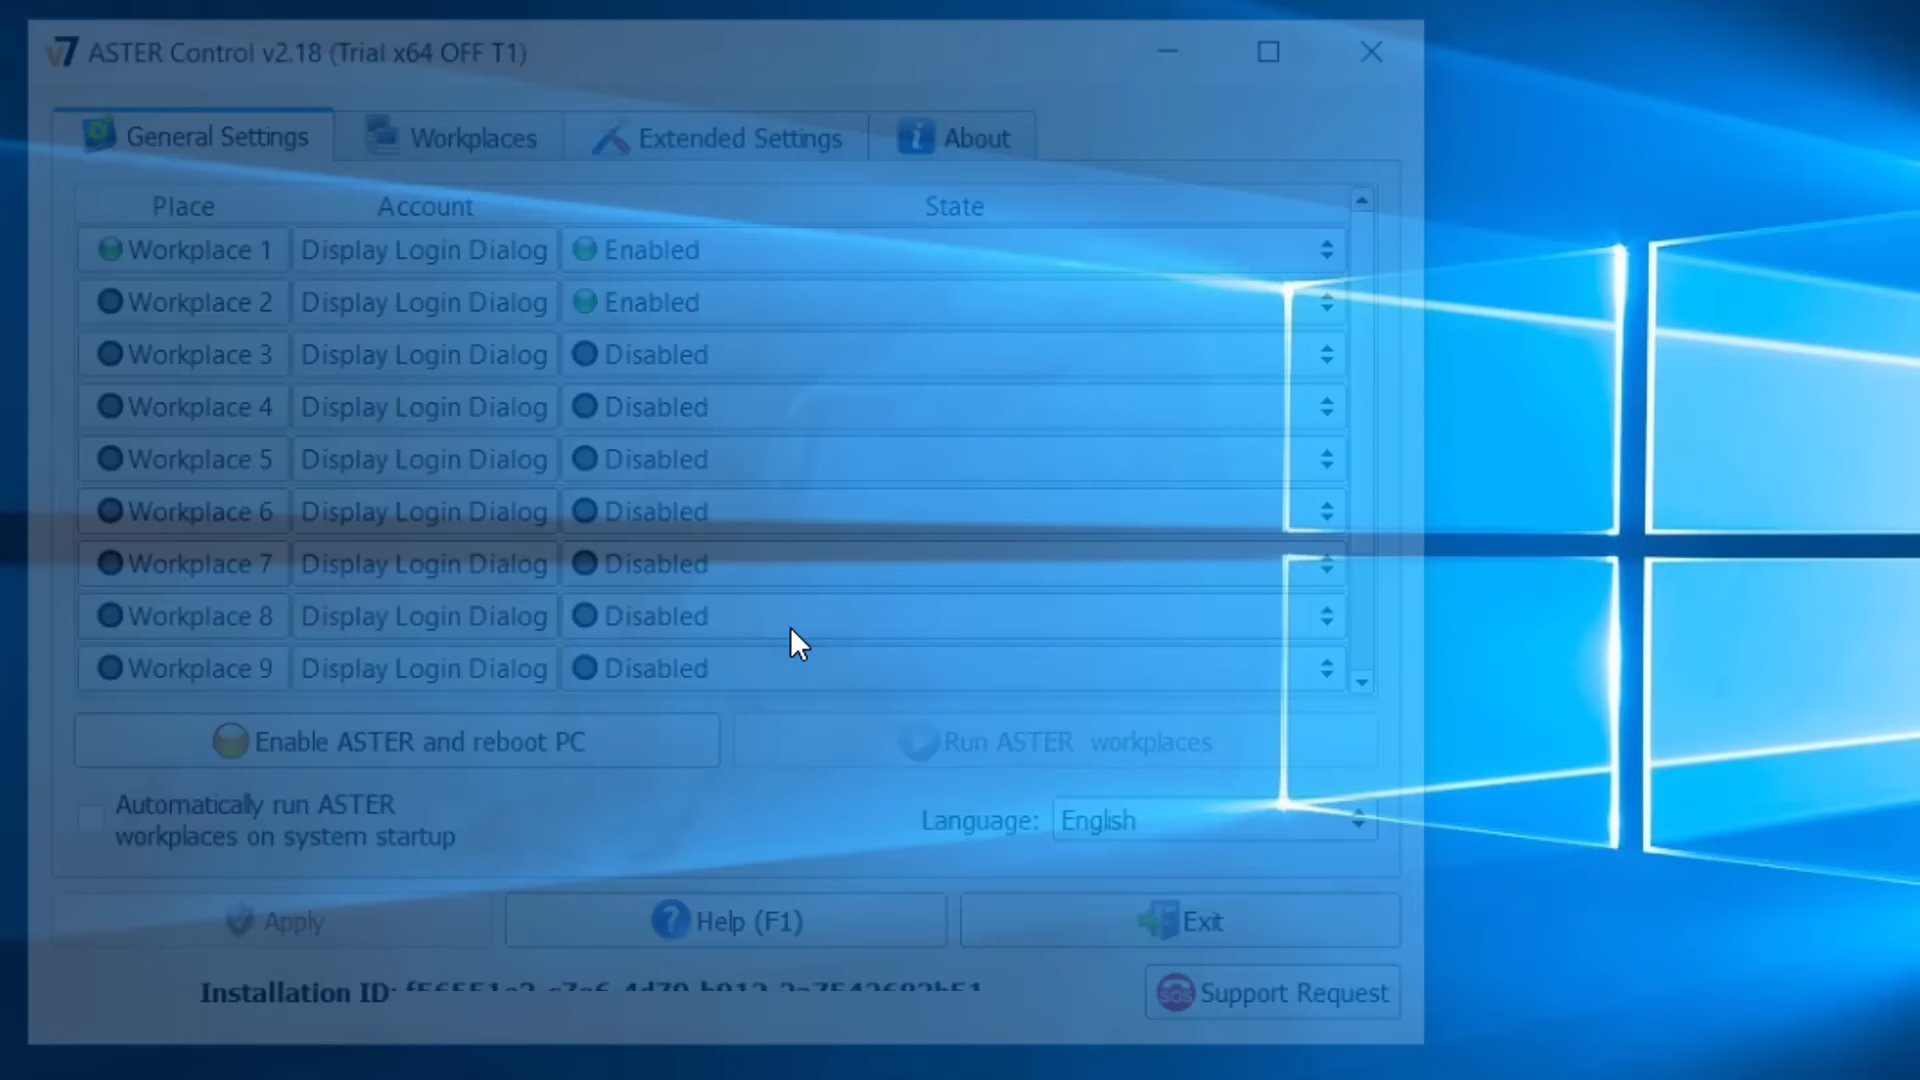 ASTER Control v2.18 (Trial x64 OFF T1)
General Settings Workplaces Extended Settings About
Place Account State
Workplace 1 Display Login Dialog Enabled
Workplace 2 Display Login Dialog Enabled
Workplace 3 Display Login Dialog Disabled
Workplace 4 Display Login Dialog Disabled
Workplace 5 Display Login Dialog Disabled
Workplace 6 Display Login Dialog Disabled
Workplace 7 Display Login Dialog Disabled
Workplace 8 Display Login Dialog Disabled
Workplace 9 Display Login Dialog Disabled
Enable ASTER and reboot PC Run ASTER workplaces
Automatically run ASTER
workplaces on system startup
Language: English
Apply Help (F1) Exit
Installation ID:
SOS Support Request